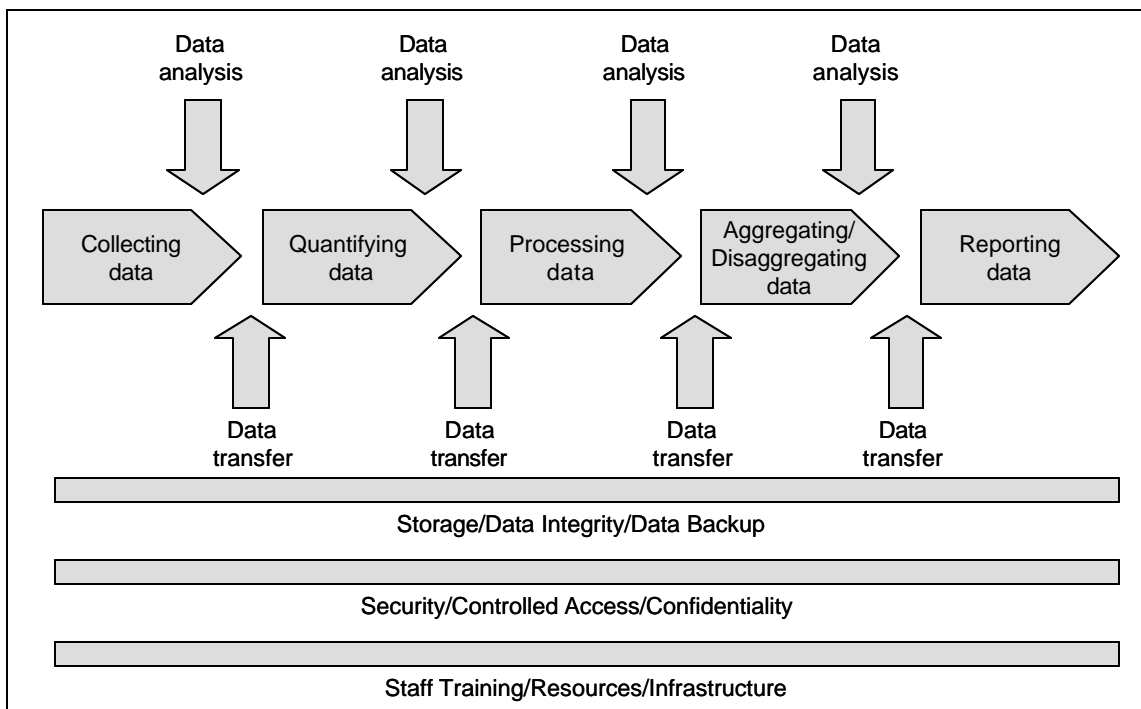 Data
analysis
Data
analysis
Data
analysis
Data
analysis
Collecting
data
Quantifying
data
Processing
data
Aggregating/
Disaggregating
data
Reporting
data
Data
transfer
Data
transfer
Data
transfer
Data
transfer
Storage/Data Integrity/Data Backup
Security/Controlled Access/Confidentiality
Staff Training/Resources/Infrastructure